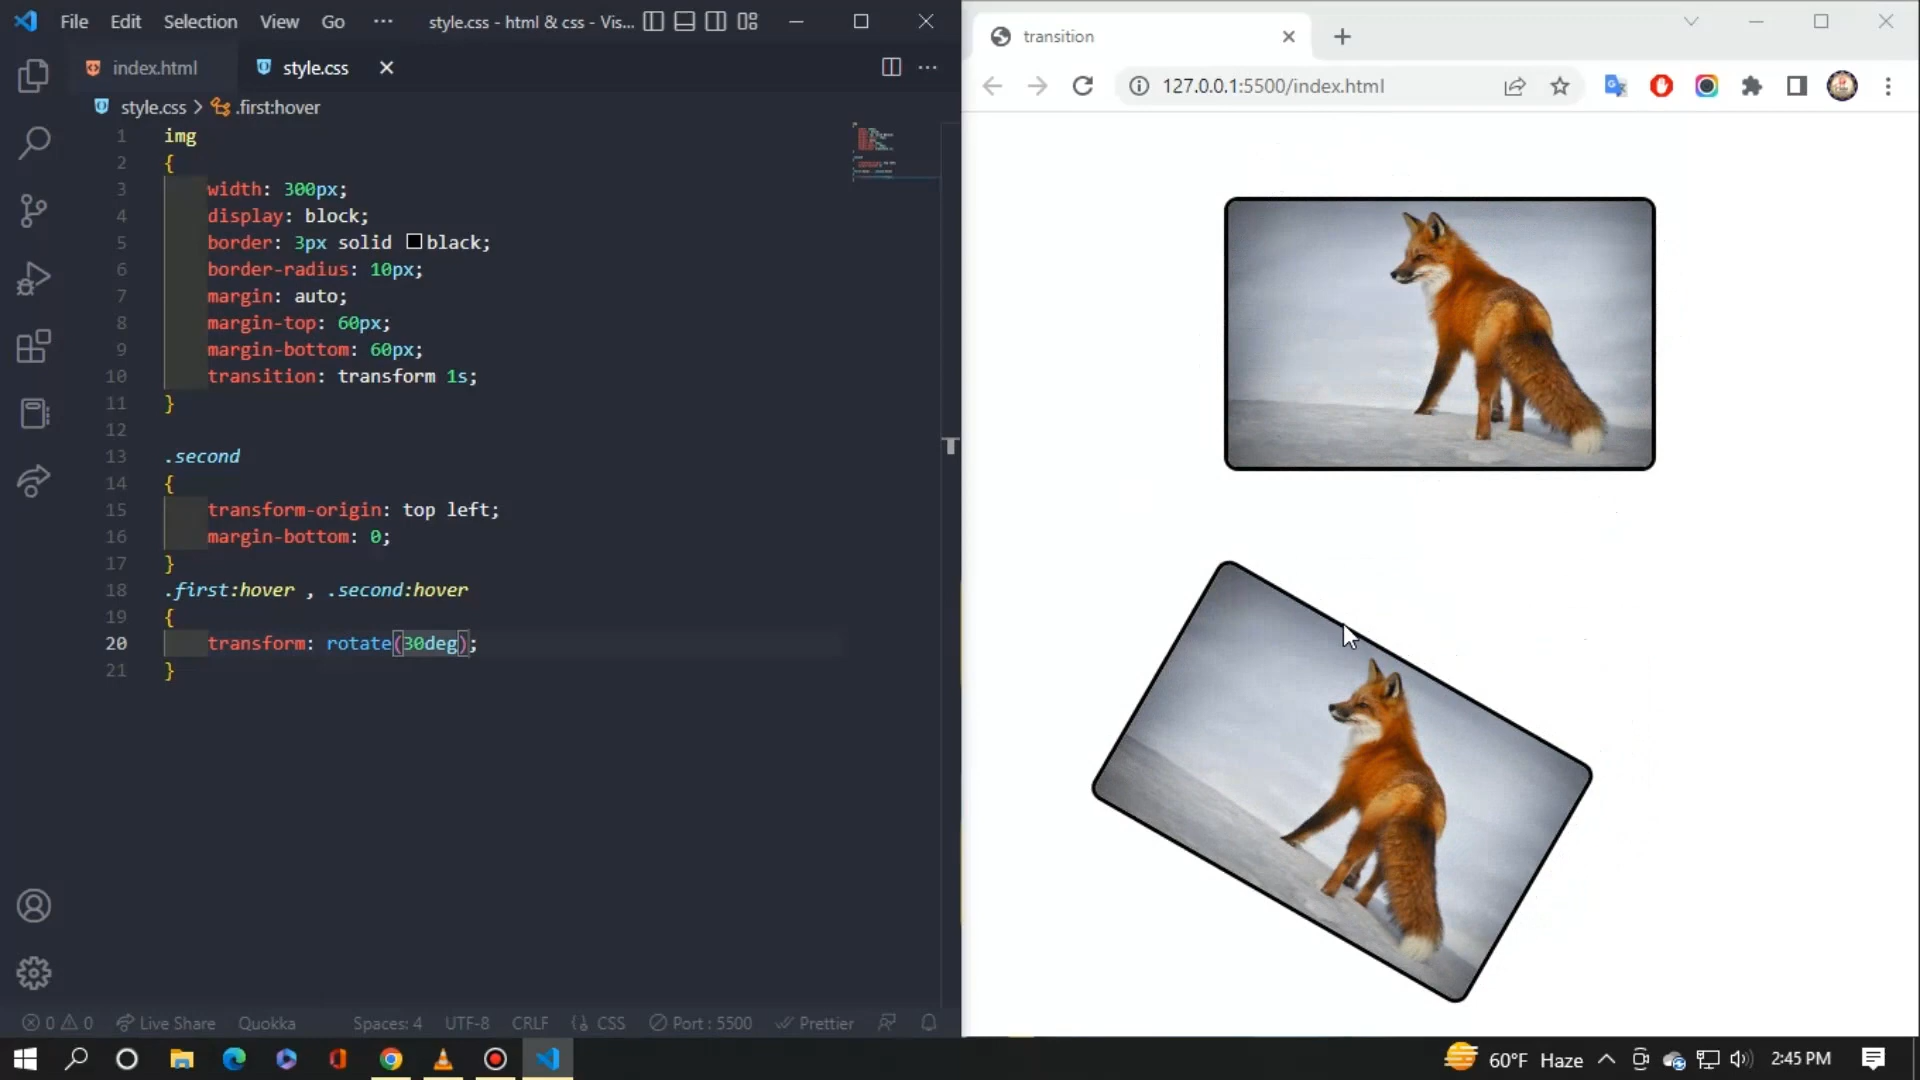 File Edit Selection View Go ··· style.css - html & css - Vis...
index.html style.css
style.css > .first:hover
1 img
2 {
3 width: 300px;
4 display: block;
5 border: 3px solid black;
6 border-radius: 10px;
7 margin: auto;
8 margin-top: 60px;
9 margin-bottom: 60px;
10 transition: transform 1s;
11 }
12
13 .second
14 {
15 transform-origin: top left;
16 margin-bottom: 0;
17 }
18 .first:hover , .second:hover
19 {
20 transform: rotate(30deg);
21 }
0 0 Live Share Quokka Spaces: 4 UTF-8 CRLF CSS Port : 5500 Prettier
transition
127.0.0.1:5500/index.html
60°F Haze 2:45 PM